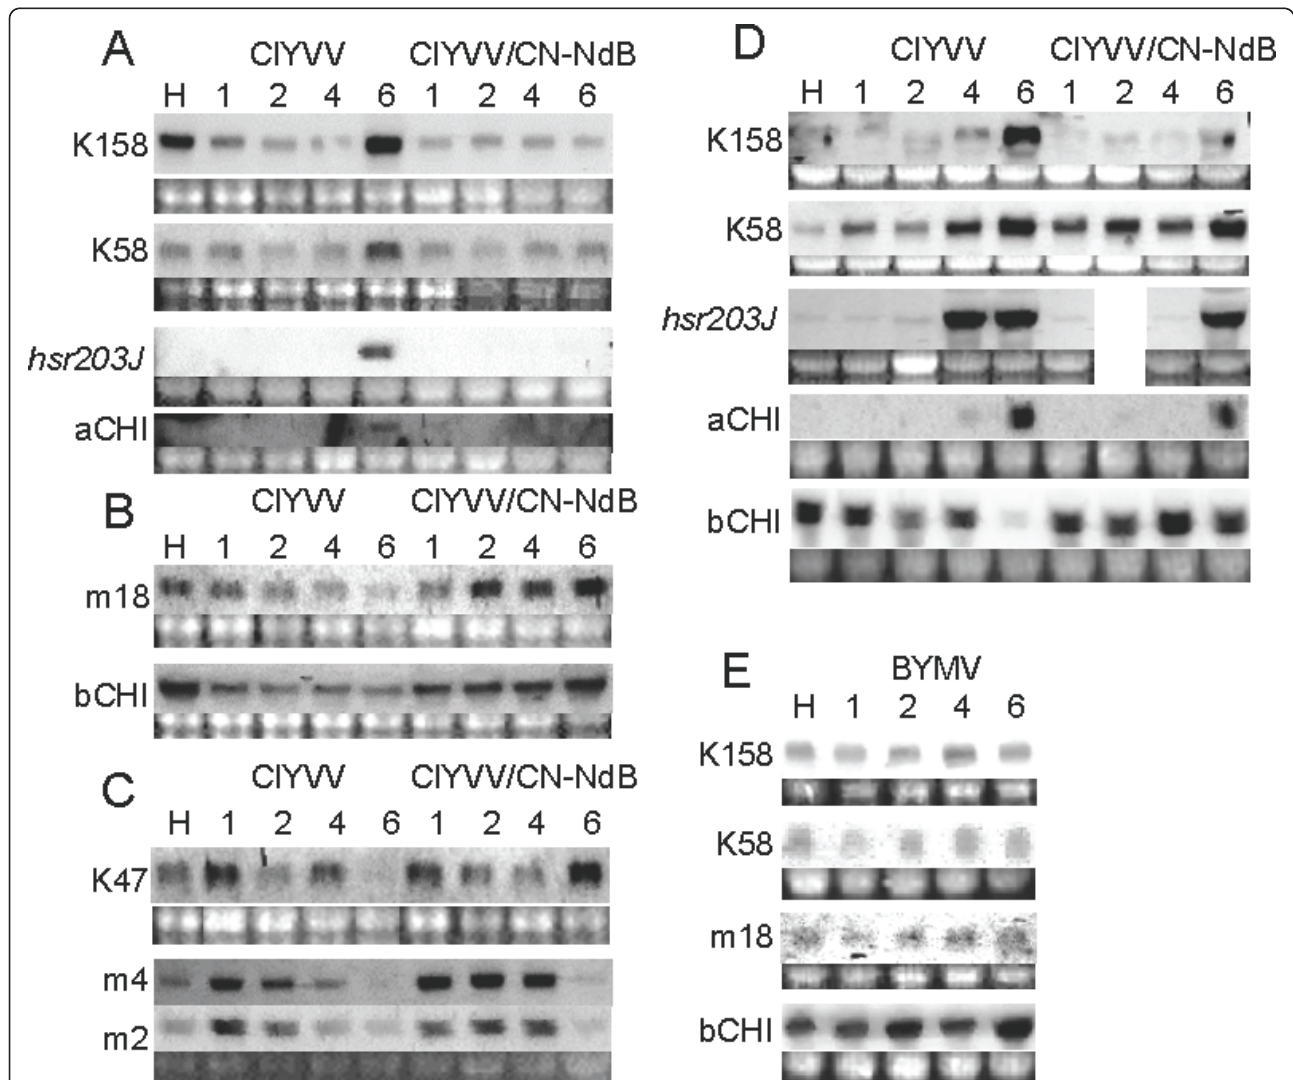 A
ClYVV ClYVV/CN-NdB
H 1 2 4 6 1 2 4 6
K158
K58
hsr203J
aCHI
B
ClYVV ClYVV/CN-NdB
H 1 2 4 6 1 2 4 6
m18
bCHI
C
ClYVV ClYVV/CN-NdB
H 1 2 4 6 1 2 4 6
K47
m4
m2
D
ClYVV ClYVV/CN-NdB
H 1 2 4 6 1 2 4 6
K158
K58
hsr203J
aCHI
bCHI
E
BYMV
H 1 2 4 6
K158
K58
m18
bCHI